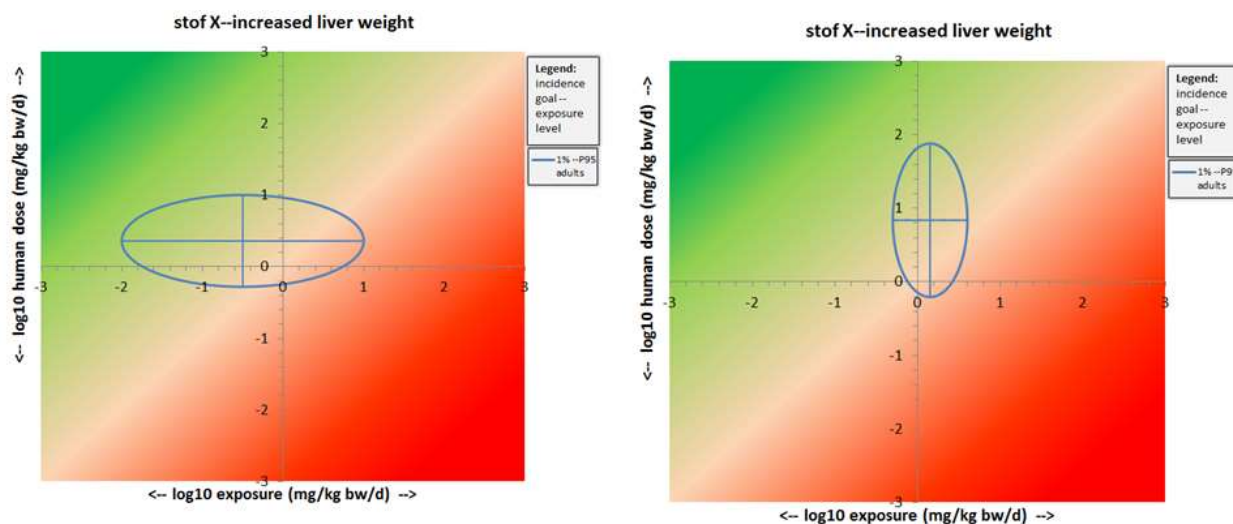 stof X--increased liver weight
<-- log10 human dose (mg/kg bw/d) -->
3
2
1
0
-1
-2
-3
-3
-2
-1
0
1
2
3
<-- log10 exposure (mg/kg bw/d) -->
Legend:
incidence
goal --
exposure
level
1% --P95
adults
stof X--increased liver weight
<-- log10 human dose (mg/kg bw/d) -->
3
2
1
0
-1
-2
-3
-3
-2
-1
0
1
2
3
<-- log10 exposure (mg/kg bw/d) -->
Legend:
incidence
goal --
exposure
level
1% --P9
adults